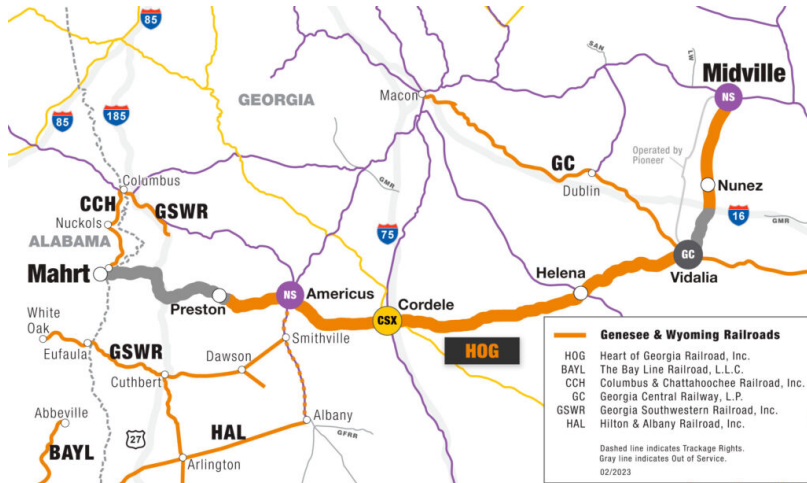 85
SAN
LW
Midville
NS
Macon
GEORGIA
85
185
Operated by
Pioneer
GC
Columbus
CCH
GSWR
GMR
Dublin
Nunez
16
GMR
Nuckols
ALABAMA
75
GC
Vidalia
Mahrt
Helena
Preston
NS
Americus
Cordele
CSX
White
Oak
Eufaula
GSWR
Dawson
Smithville
HOG
Cuthbert
Abbeville
27
HAL
Albany
GFRR
BAYL
Arlington
Genesee & Wyoming Railroads
HOG Heart of Georgia Railroad, Inc.
BAYL The Bay Line Railroad, L.L.C.
CCH Columbus & Chattahoochee Railroad, Inc.
GC Georgia Central Railway, L.P.
GSWR Georgia Southwestern Railroad, Inc.
HAL Hilton & Albany Railroad, Inc.
Dashed line indicates Trackage Rights.
Gray line indicates Out of Service.
02/2023